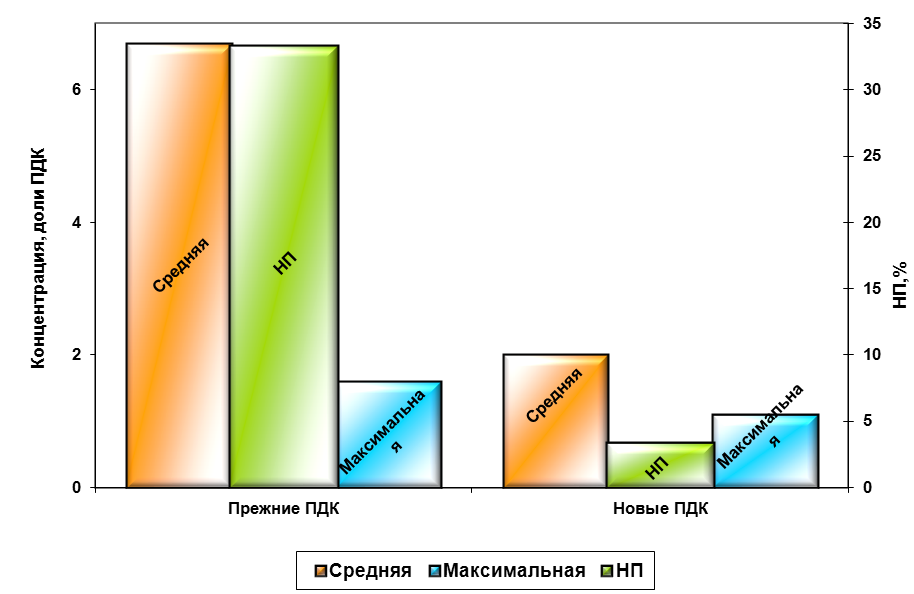 Концентрация, доли ПДК
6
4
2
0
35
30
25
20
15
10
5
0
НП,%
Средняя
НП
Максимальна
я
Средняя
НП
Максимальна
я
Прежние ПДК
Новые ПДК
Средняя Максимальная НП